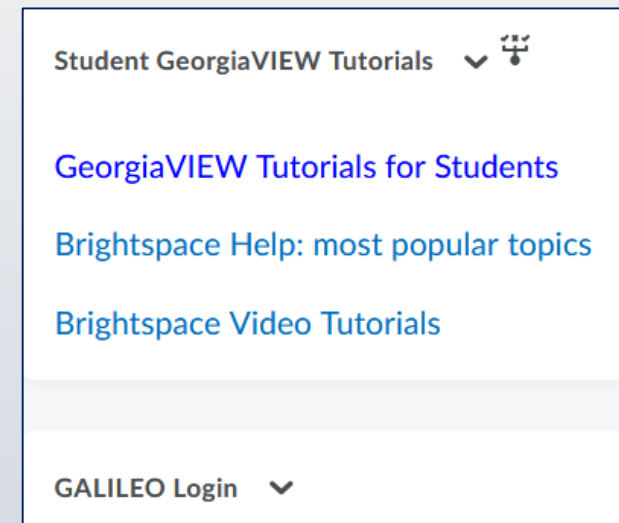 Student GeorgiaVIEW Tutorials
GeorgiaVIEW Tutorials for Students
Brightspace Help: most popular topics
Brightspace Video Tutorials
GALILEO Login